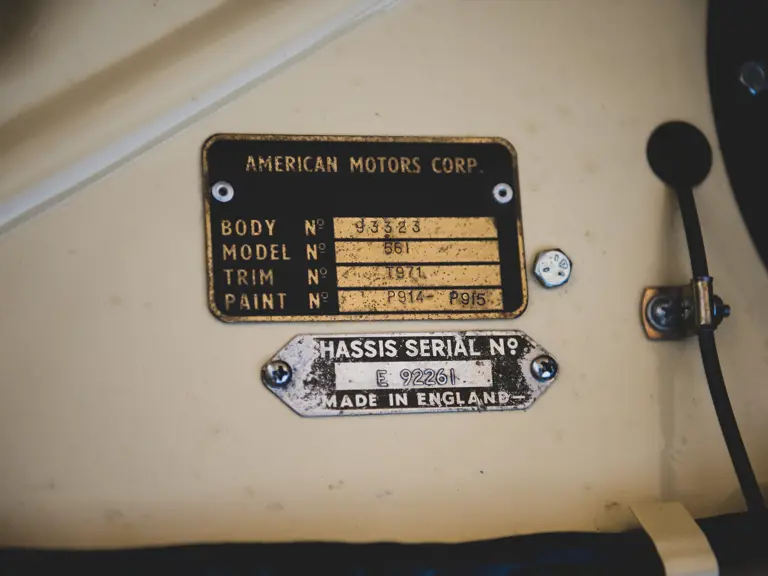 AMERICAN MOTORS CORP.
BODY Nº 93323
MODEL Nº 561
TRIM Nº T971
PAINT Nº P914- P915
HASSIS SERIAL Nº
E 92261
MADE IN ENGLAND